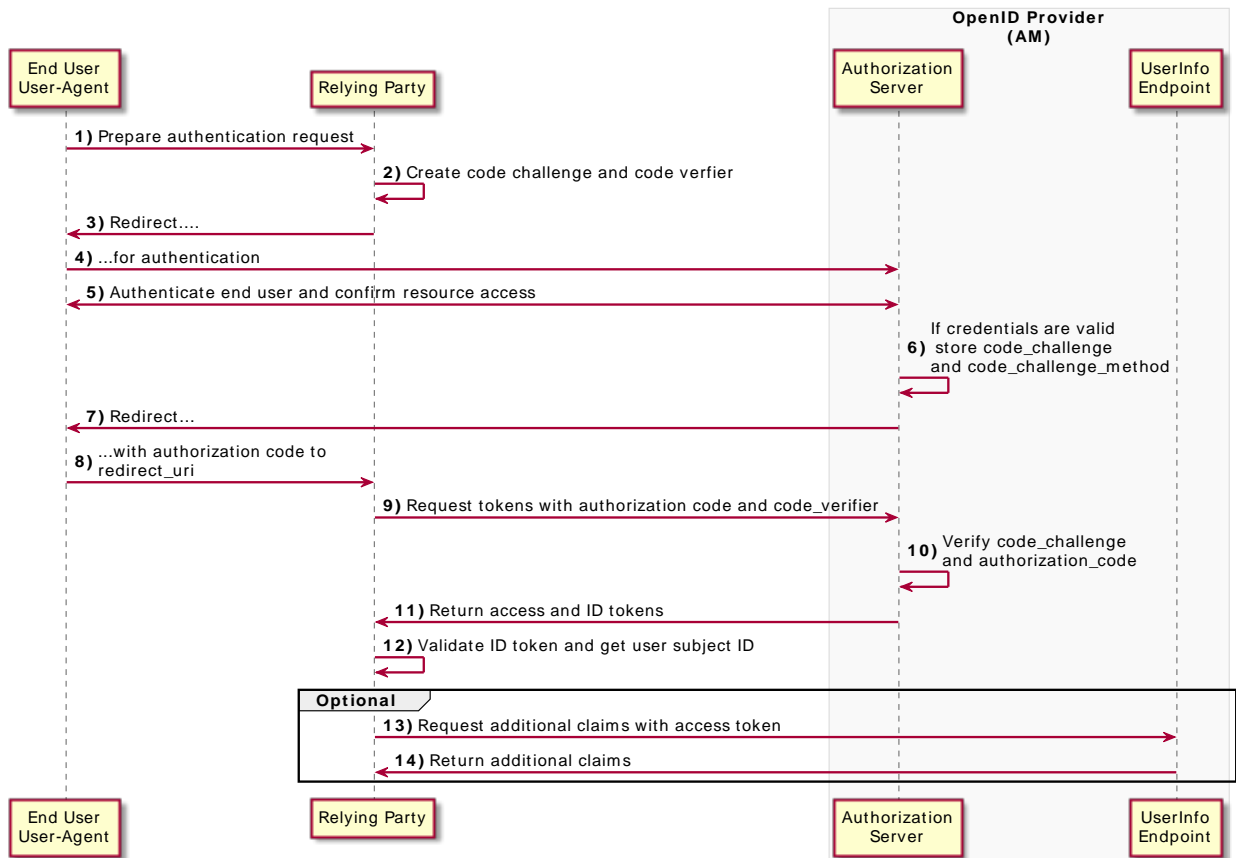 OpenID Provider
(AM)
End User
User-Agent
Relying Party
Authorization
Server
UserInfo
Endpoint
1) Prepare authentication request
2) Create code challenge and code verfier
3) Redirect....
4) ...for authentication
5) Authenticate end user and confirm resource access
If credentials are valid
6) store code_challenge
and code_challenge_method
7) Redirect...
8) ...with authorization code to
redirect_uri
9) Request tokens with authorization code and code_verifier
10) Verify code_challenge
and authorization_code
11) Return access and ID tokens
12) Validate ID token and get user subject ID
Optional
13) Request additional claims with access token
14) Return additional claims
End User
User-Agent
Relying Party
Authorization
Server
UserInfo
Endpoint